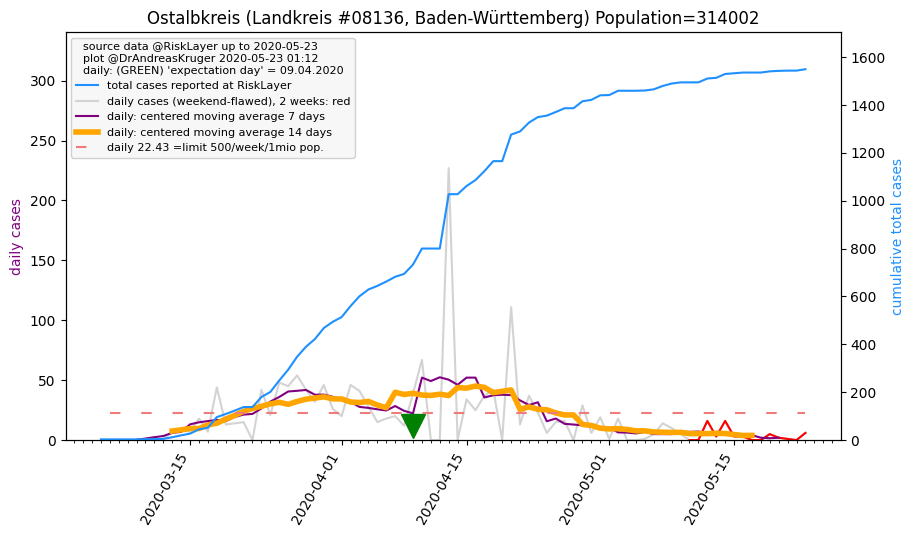 Ostalbkreis (Landkreis #08136, Baden-Württemberg) Population=314002
source data @RiskLayer up to 2020-05-23
plot @DrAndreasKruger 2020-05-23 01:12
daily: (GREEN) 'expectation day' = 09.04.2020
total cases reported at RiskLayer
daily cases (weekend-flawed), 2 weeks: red
daily: centered moving average 7 days
daily: centered moving average 14 days
daily 22.43 =limit 500/week/1mio pop.
daily cases
300
250
200
150
100
50
0
1600
1400
1200
1000
800
600
400
200
0
cumulative total cases
2020-03-15
2020-04-01
2020-04-15
2020-05-01
2020-05-15